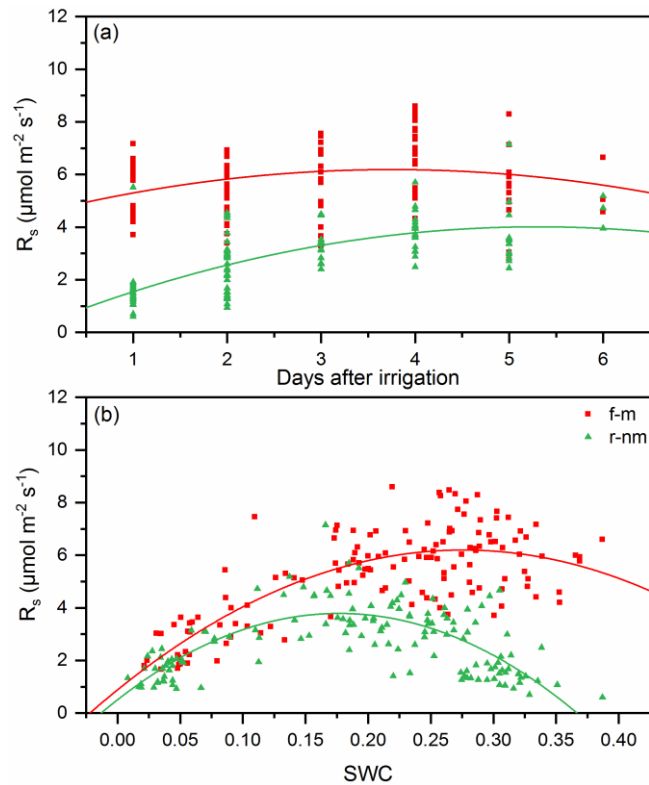 (a)
12
10
8
6
4
2
0
R_s (μmol m⁻² s⁻¹)
1 2 3 4 5 6
Days after irrigation
(b)
f-m
r-nm
12
10
8
6
4
2
0
R_s (μmol m⁻² s⁻¹)
0.00 0.05 0.10 0.15 0.20 0.25 0.30 0.35 0.40
SWC